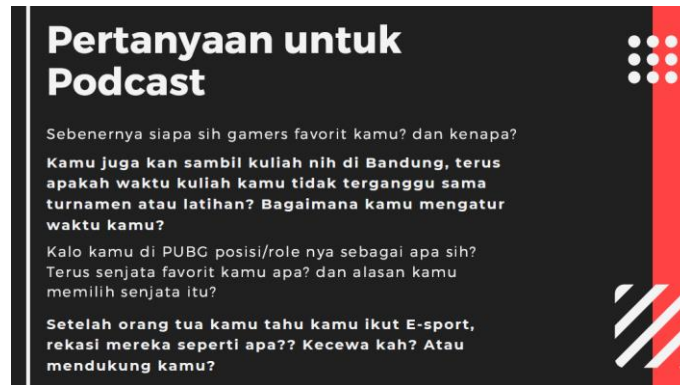 Pertanyaan untuk
Podcast
Sebenernya siapa sih gamers favorit kamu? dan kenapa?
Kamu juga kan sambil kuliah nih di Bandung, terus
apakah waktu kuliah kamu tidak terganggu sama
turnamen atau latihan? Bagaimana kamu mengatur
waktu kamu?
Kalo kamu di PUBG posisi/role nya sebagai apa sih?
Terus senjata favorit kamu apa? dan alasan kamu
memilih senjata itu?
Setelah orang tua kamu tahu kamu ikut E-sport,
rekasi mereka seperti apa?? Kecewa kah? Atau
mendukung kamu?